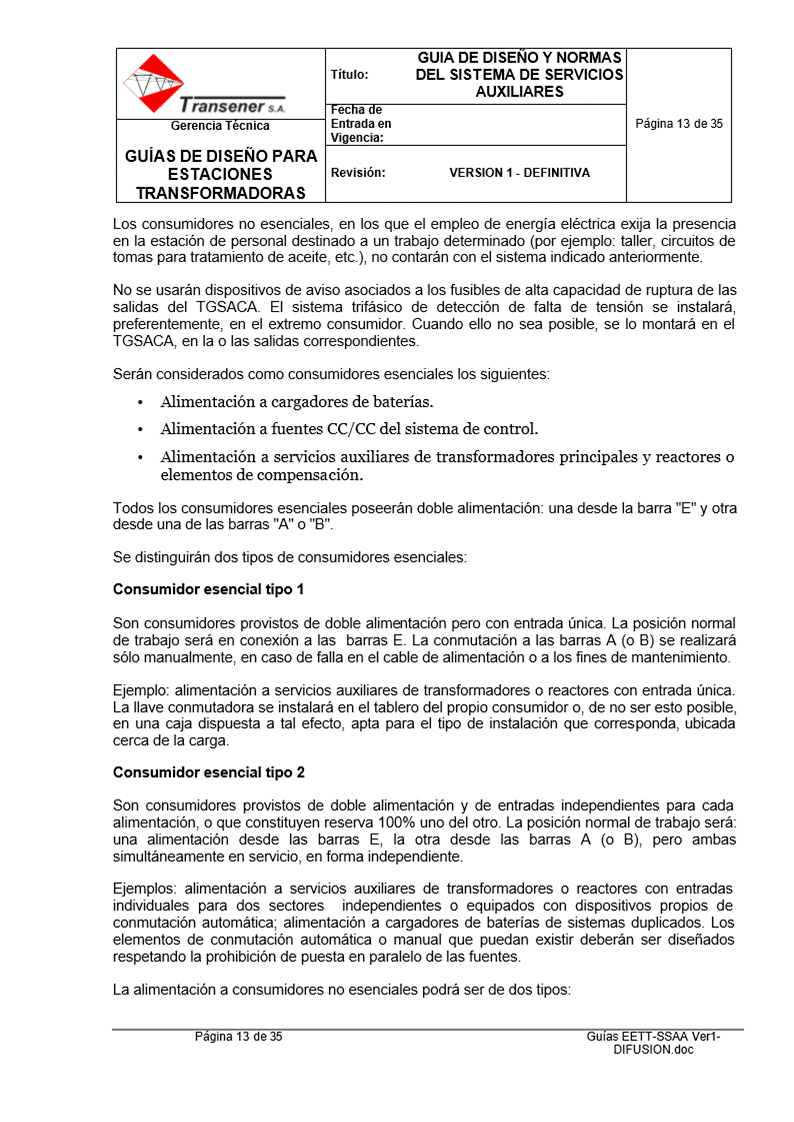 Transener S.A.
Gerencia Técnica
GUÍAS DE DISEÑO PARA
ESTACIONES
TRANSFORMADORAS
Título:
GUIA DE DISEÑO Y NORMAS
DEL SISTEMA DE SERVICIOS
AUXILIARES
Fecha de
Entrada en
Vigencia:
Revisión:
VERSION 1 - DEFINITIVA
Página 13 de 35
Los consumidores no esenciales, en los que el empleo de energía eléctrica exija la presencia
en la estación de personal destinado a un trabajo determinado (por ejemplo: taller, circuitos de
tomas para tratamiento de aceite, etc.), no contarán con el sistema indicado anteriormente.
No se usarán dispositivos de aviso asociados a los fusibles de alta capacidad de ruptura de las
salidas del TGSACA. El sistema trifásico de detección de falta de tensión se instalará,
preferentemente, en el extremo consumidor. Cuando ello no sea posible, se lo montará en el
TGSACA, en la o las salidas correspondientes.
Serán considerados como consumidores esenciales los siguientes:
• Alimentación a cargadores de baterías.
• Alimentación a fuentes CC/CC del sistema de control.
• Alimentación a servicios auxiliares de transformadores principales y reactores o
elementos de compensación.
Todos los consumidores esenciales poseerán doble alimentación: una desde la barra "E" y otra
desde una de las barras "A" o "B".
Se distinguirán dos tipos de consumidores esenciales:
Consumidor esencial tipo 1
Son consumidores provistos de doble alimentación pero con entrada única. La posición normal
de trabajo será en conexión a las  barras E. La conmutación a las barras A (o B) se realizará
sólo manualmente, en caso de falla en el cable de alimentación o a los fines de mantenimiento.
Ejemplo: alimentación a servicios auxiliares de transformadores o reactores con entrada única.
La llave conmutadora se instalará en el tablero del propio consumidor o, de no ser esto posible,
en una caja dispuesta a tal efecto, apta para el tipo de instalación que corresponda, ubicada
cerca de la carga.
Consumidor esencial tipo 2
Son consumidores provistos de doble alimentación y de entradas independientes para cada
alimentación, o que constituyen reserva 100% uno del otro. La posición normal de trabajo será:
una alimentación desde las barras E, la otra desde las barras A (o B), pero ambas
simultáneamente en servicio, en forma independiente.
Ejemplos: alimentación a servicios auxiliares de transformadores o reactores con entradas
individuales para dos sectores  independientes o equipados con dispositivos propios de
conmutación automática; alimentación a cargadores de baterías de sistemas duplicados. Los
elementos de conmutación automática o manual que puedan existir deberán ser diseñados
respetando la prohibición de puesta en paralelo de las fuentes.
La alimentación a consumidores no esenciales podrá ser de dos tipos:
Página 13 de 35
Guías EETT-SSAA Ver1-
DIFUSION.doc